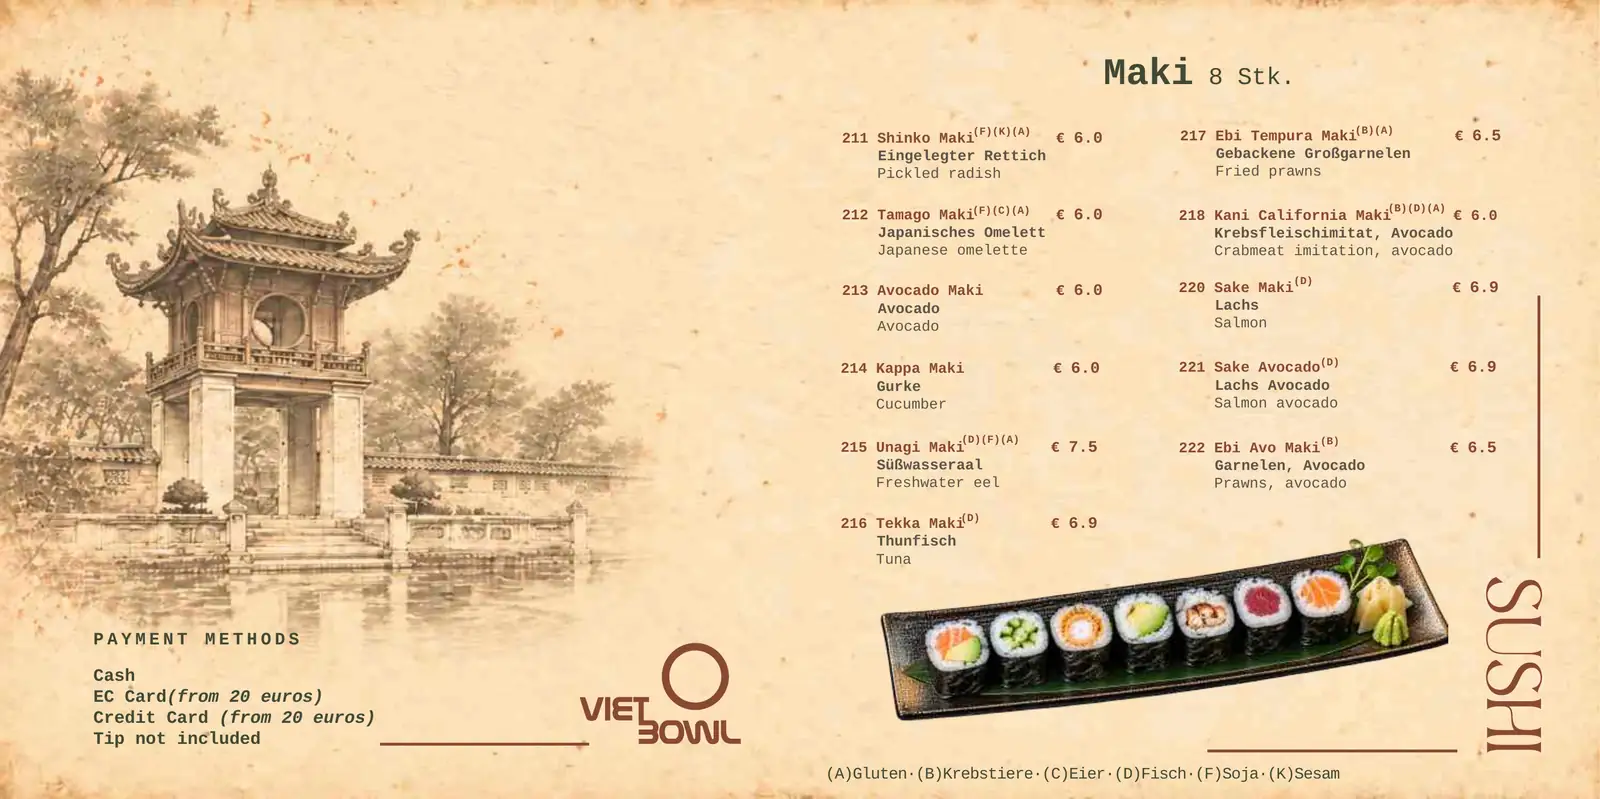 PAYMENT METHODS
Cash
EC Card(from 20 euros)
Credit Card (from 20 euros)
Tip not included
VIET
BOWL
Maki 8 Stk.
211 Shinko Maki(F)(K)(A) € 6.0
Eingelegter Rettich
Pickled radish
212 Tamago Maki(F)(C)(A) € 6.0
Japanisches Omelett
Japanese omelette
213 Avocado Maki € 6.0
Avocado
Avocado
214 Kappa Maki € 6.0
Gurke
Cucumber
215 Unagi Maki(D)(F)(A) € 7.5
Süßwasseraal
Freshwater eel
216 Tekka Maki(D) € 6.9
Thunfisch
Tuna
217 Ebi Tempura Maki(B)(A) € 6.5
Gebackene Großgarnelen
Fried prawns
218 Kani California Maki(B)(D)(A) € 6.0
Krebsfleischimitat, Avocado
Crabmeat imitation, avocado
220 Sake Maki(D) € 6.9
Lachs
Salmon
221 Sake Avocado(D) € 6.9
Lachs Avocado
Salmon avocado
222 Ebi Avo Maki(B) € 6.5
Garnelen, Avocado
Prawns, avocado
SUSHI
(A)Gluten·(B)Krebstiere·(C)Eier·(D)Fisch·(F)Soja·(K)Sesam